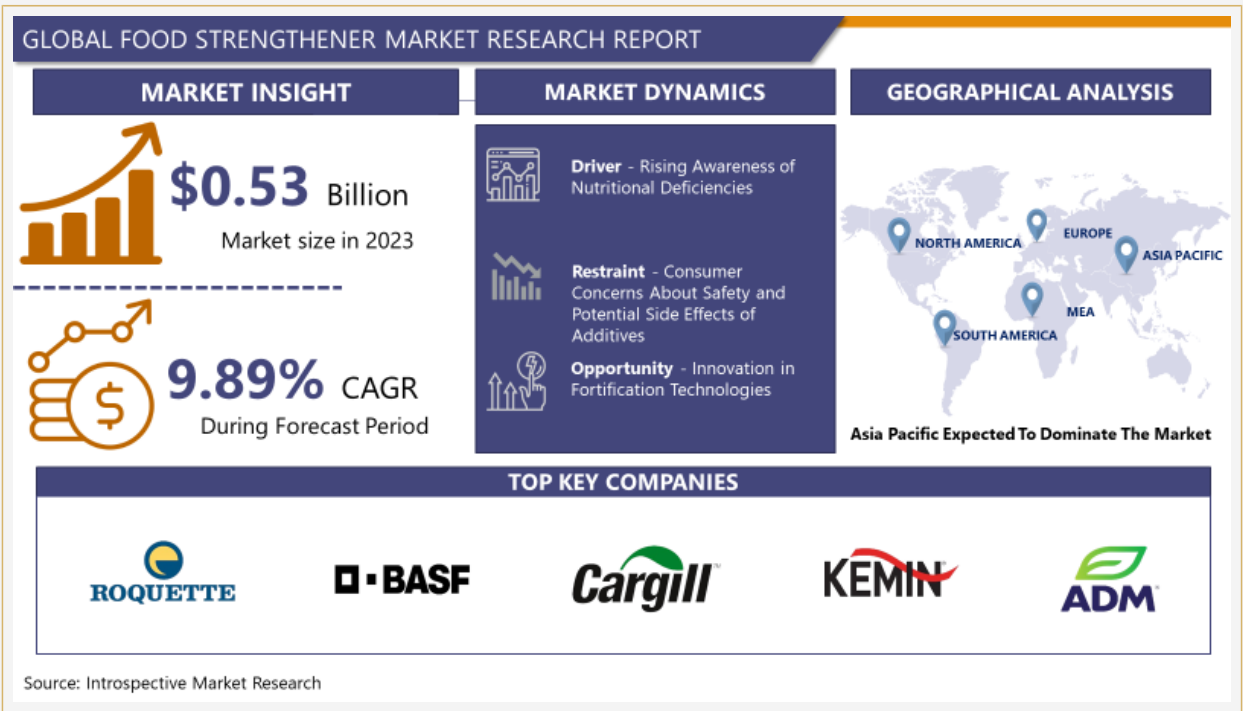 GLOBAL FOOD STRENGTHENER MARKET RESEARCH REPORT
MARKET INSIGHT
$0.53 Billion
Market size in 2023
$
9.89% CAGR
During Forecast Period
MARKET DYNAMICS
Driver - Rising Awareness of
Nutritional Deficiencies
Restraint - Consumer
Concerns About Safety and
Potential Side Effects of
Additives
Opportunity - Innovation in
Fortification Technologies
GEOGRAPHICAL ANALYSIS
NORTH AMERICA
EUROPE
ASIA PACIFIC
MEA
SOUTH AMERICA
Asia Pacific Expected To Dominate The Market
TOP KEY COMPANIES
ROQUETTE
BASF
Cargill™
KEMIN
ADM
Source: Introspective Market Research